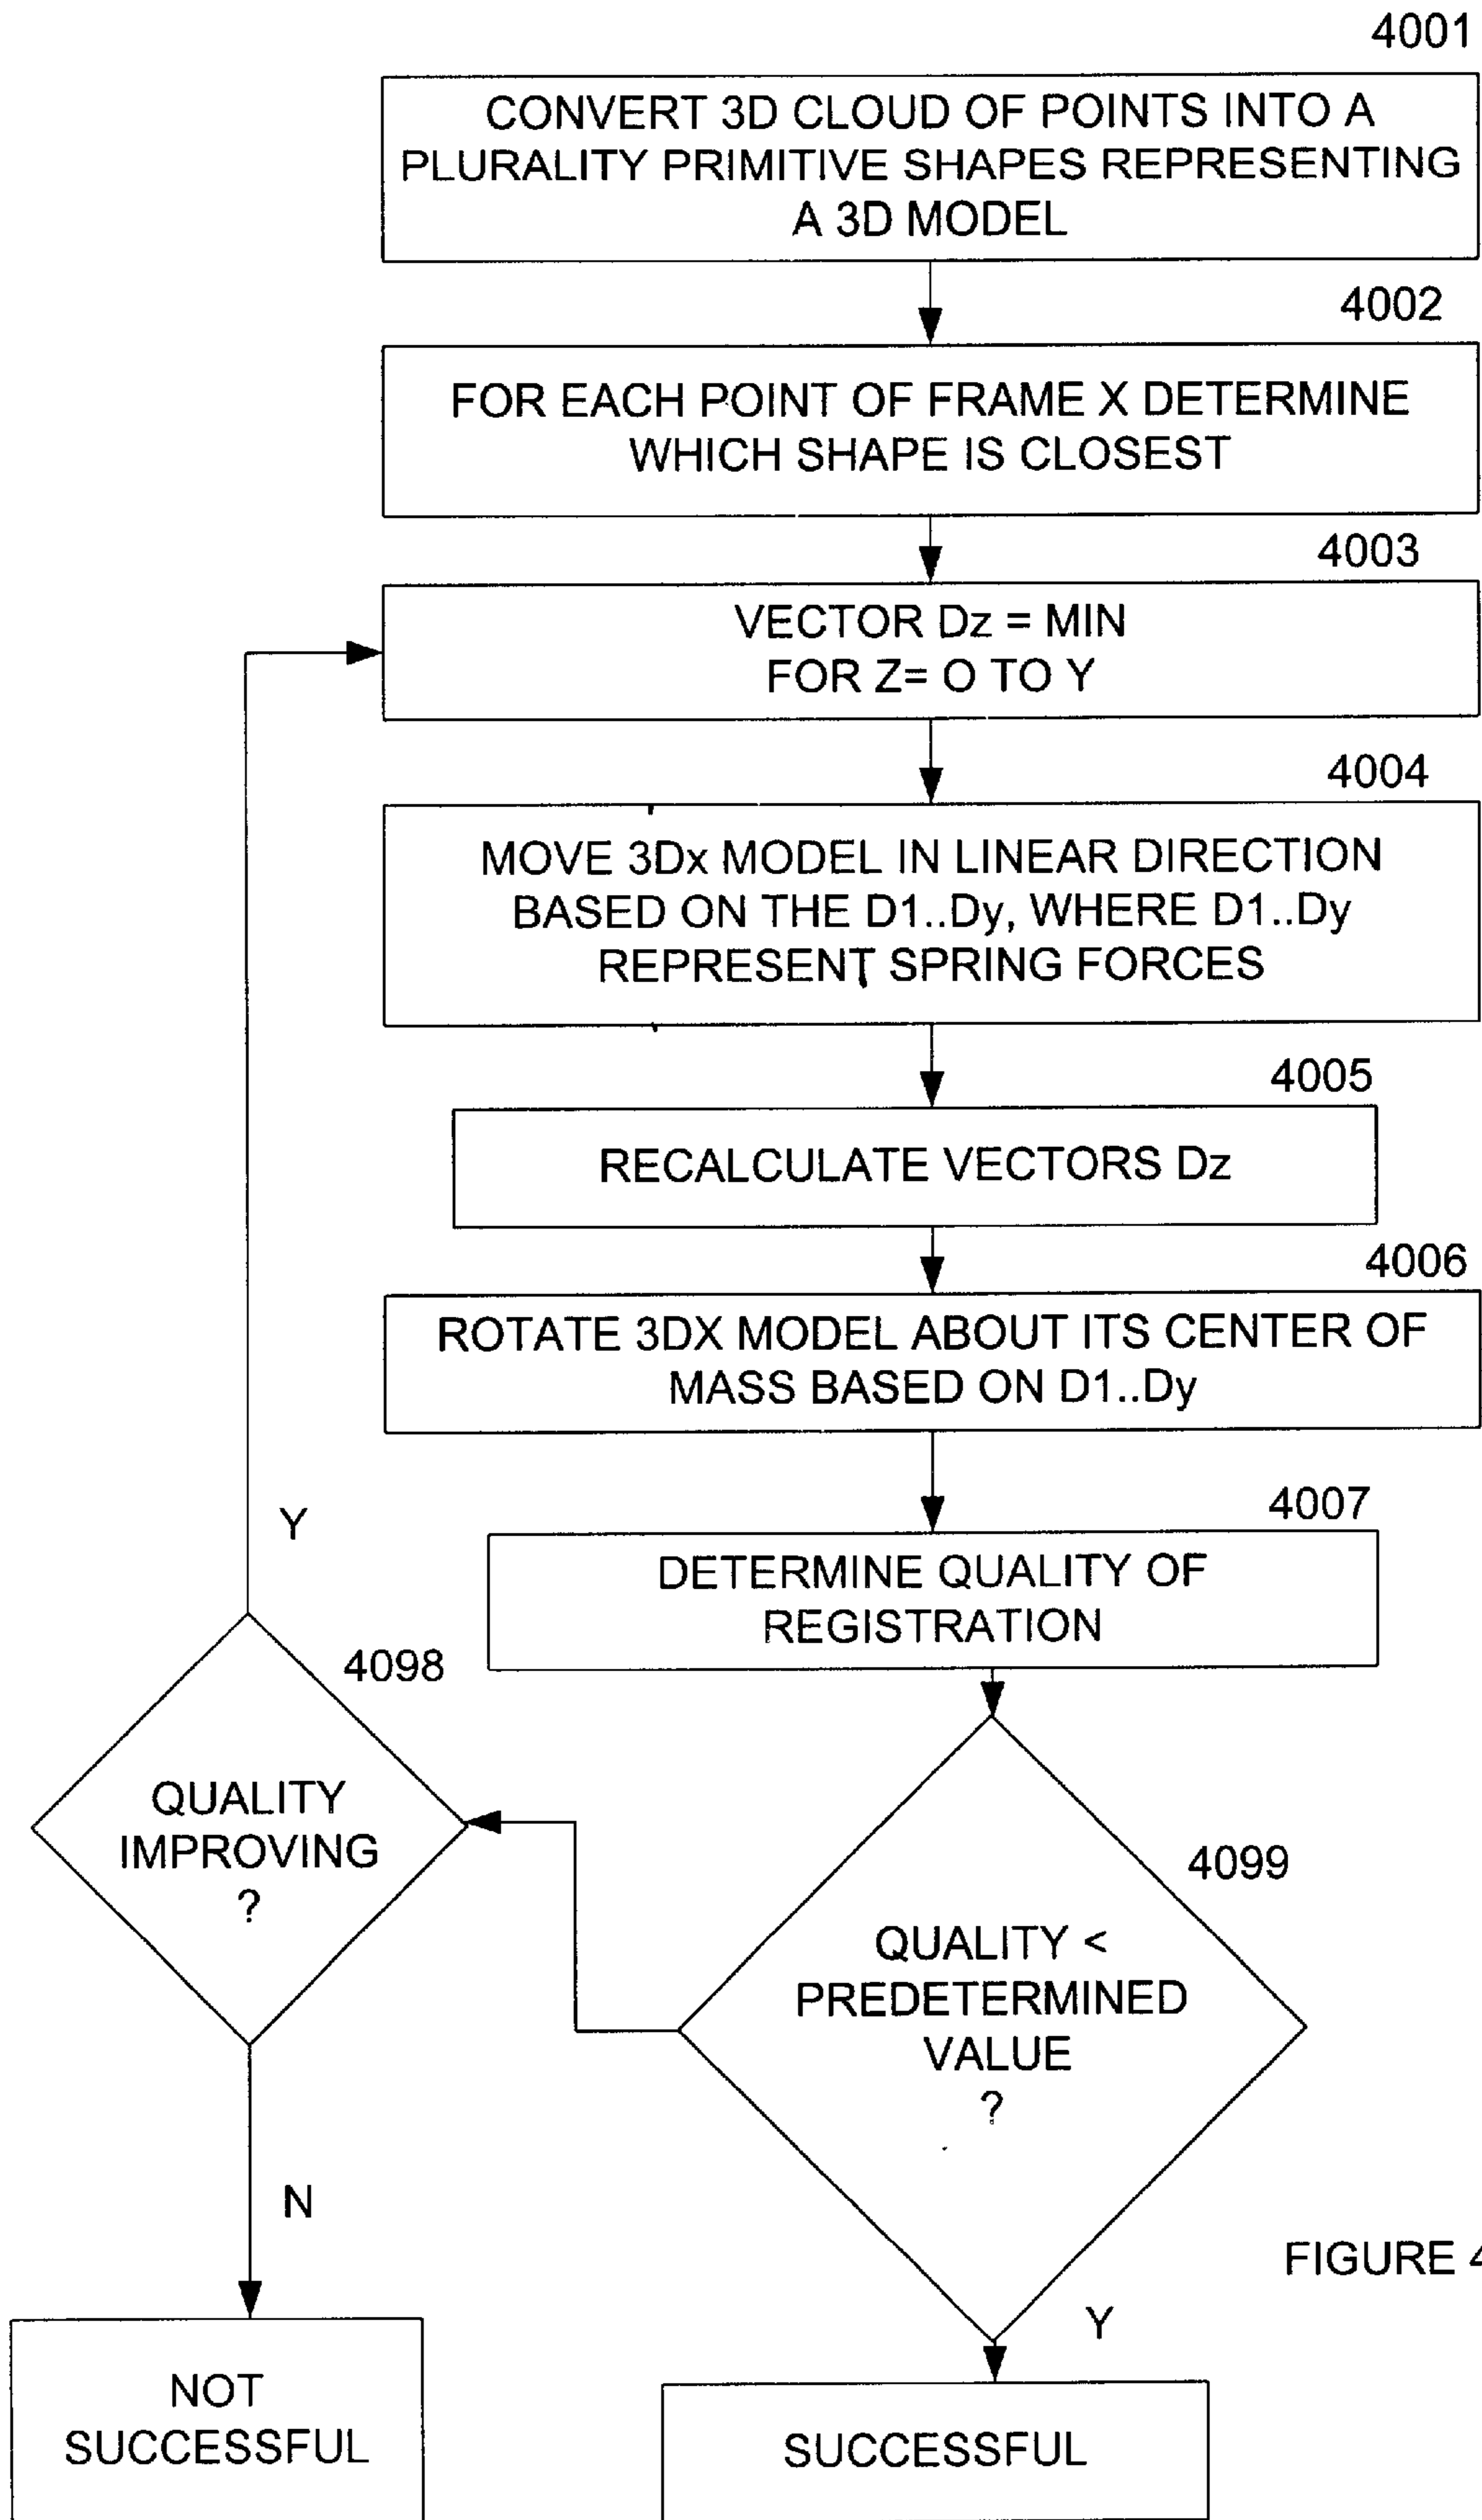 4001
CONVERT 3D CLOUD OF POINTS INTO A
PLURALITY PRIMITIVE SHAPES REPRESENTING
A 3D MODEL
4002
FOR EACH POINT OF FRAME X DETERMINE
WHICH SHAPE IS CLOSEST
4003
VECTOR Dz = MIN
FOR Z= O TO Y
4004
MOVE 3Dx MODEL IN LINEAR DIRECTION
BASED ON THE D1..Dy, WHERE D1..Dy
REPRESENT SPRING FORCES
4005
RECALCULATE VECTORS Dz
4006
ROTATE 3DX MODEL ABOUT ITS CENTER OF
MASS BASED ON D1..Dy
4007
DETERMINE QUALITY OF
REGISTRATION
Y
4098
QUALITY
IMPROVING
?
4099
QUALITY <
PREDETERMINED
VALUE
?
N
FIGURE 4
Y
NOT
SUCCESSFUL
SUCCESSFUL